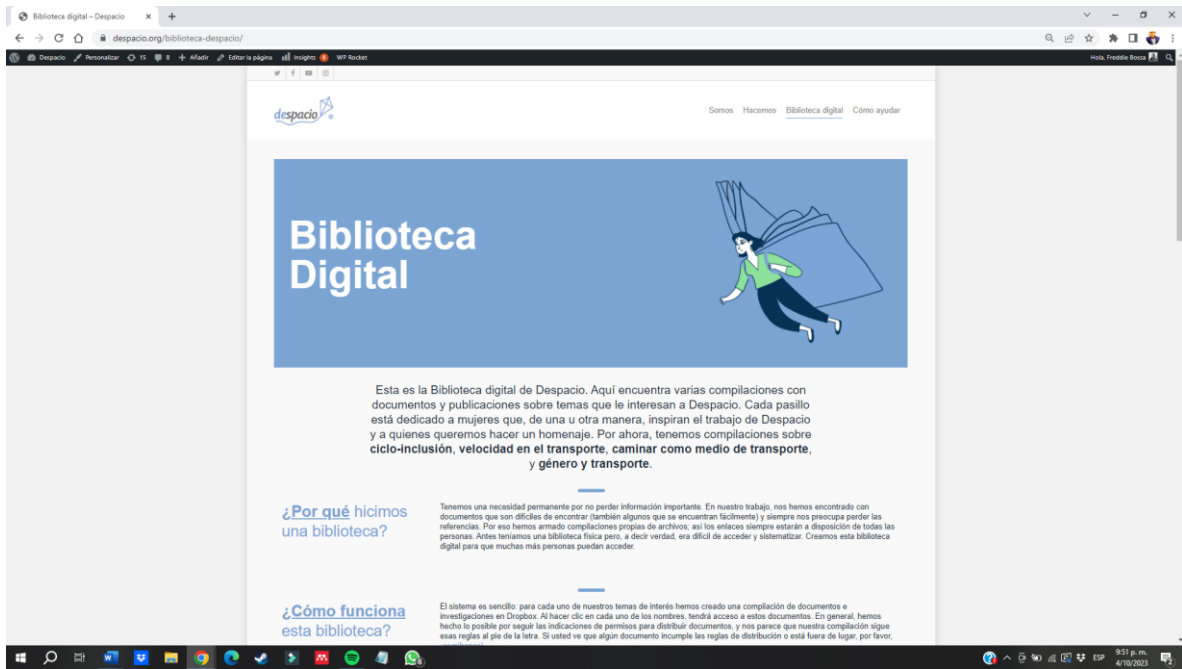 Biblioteca digital – Despacio
despacio.org/biblioteca-despacio/
Despacio Personalizar 15 8 Añadir Editar la página Insights 6 WP Rocket Hola, Freddie Bossa
despacio
Somos Hacemos Biblioteca digital Cómo ayudar
Biblioteca
Digital
Esta es la Biblioteca digital de Despacio. Aquí encuentra varias compilaciones con
documentos y publicaciones sobre temas que le interesan a Despacio. Cada pasillo
está dedicado a mujeres que, de una u otra manera, inspiran el trabajo de Despacio
y a quienes queremos hacer un homenaje. Por ahora, tenemos compilaciones sobre
ciclo-inclusión, velocidad en el transporte, caminar como medio de transporte,
y género y transporte.
¿Por qué hicimos
una biblioteca?
Tenemos una necesidad permanente por no perder información importante. En nuestro trabajo, nos hemos encontrado con
documentos que son difíciles de encontrar (también algunos que se encuentran fácilmente) y siempre nos preocupa perder las
referencias. Por eso hemos armado compilaciones propias de archivos; así los enlaces siempre estarán a disposición de todas las
personas. Antes teníamos una biblioteca física pero, a decir verdad, era difícil de acceder y sistematizar. Creamos esta biblioteca
digital para que muchas más personas puedan acceder.
¿Cómo funciona
esta biblioteca?
El sistema es sencillo: para cada uno de nuestros temas de interés hemos creado una compilación de documentos e
investigaciones en Dropbox. Al hacer clic en cada uno de los nombres, tendrá acceso a estos documentos. En general, hemos
hecho lo posible por seguir las indicaciones de permisos para distribuir documentos, y nos parece que nuestra compilación sigue
esas reglas al pie de la letra. Si usted ve que algún documento incumple las reglas de distribución o está fuera de lugar, por favor,
ESP
9:51 p. m.
4/10/2023